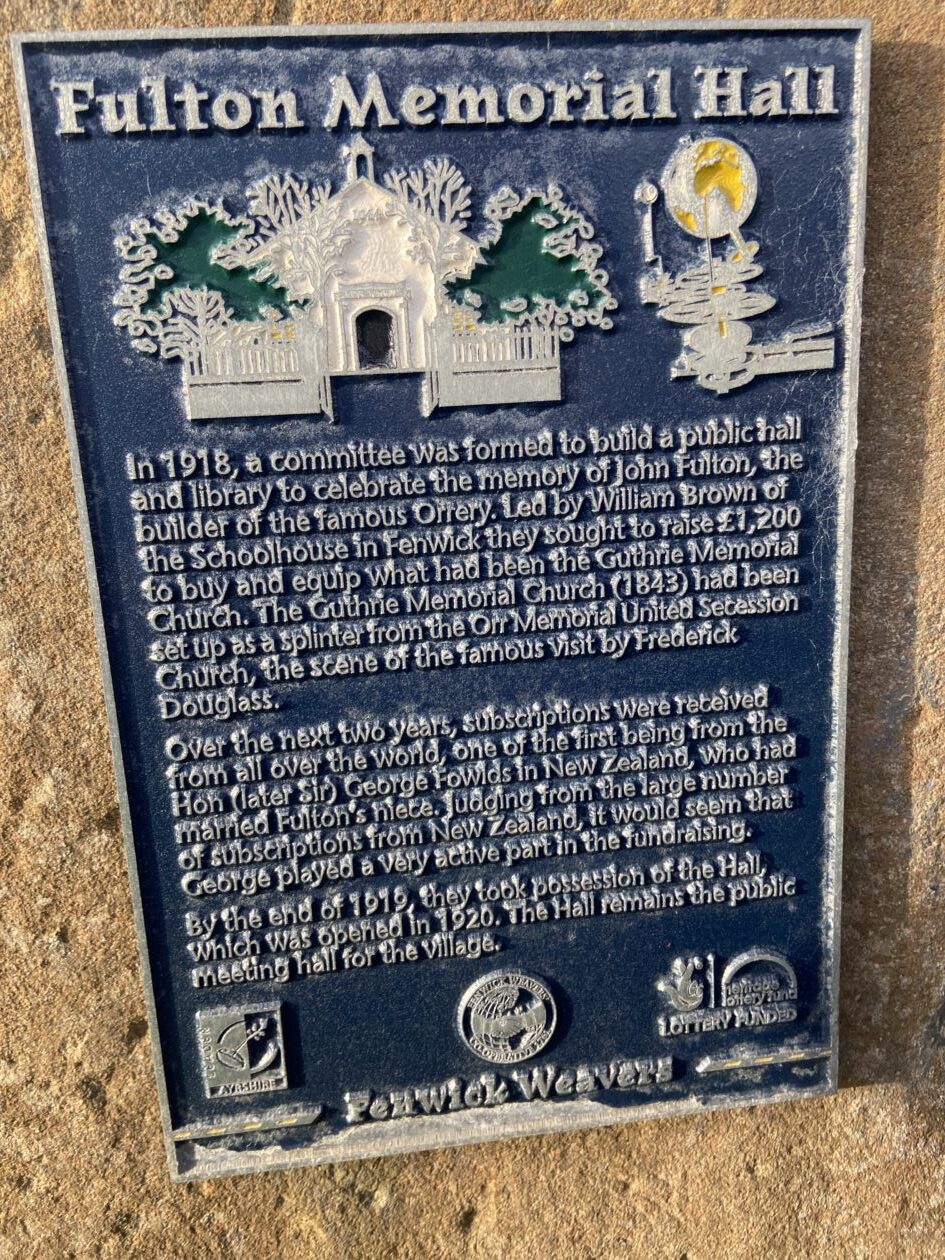 Fulton Memorial Hall
In 1918, a committee was formed to build a public hall
and library to celebrate the memory of John Fulton, the
builder of the famous Orrery. Led by William Brown of
the Schoolhouse in Fenwick they sought to raise £1,200
to buy and equip what had been the Guthrie Memorial
Church. The Guthrie Memorial Church (1843) had been
set up as a splinter from the Orr Memorial United Secession
Church, the scene of the famous visit by Frederick
Douglass.
Over the next two years, subscriptions were received
from all over the world, one of the first being from the
Hon (later Sir) George Fowlds in New Zealand, who had
married Fulton's niece. Judging from the large number
of subscriptions from New Zealand, it would seem that
George played a very active part in the fundraising.
By the end of 1919, they took possession of the Hall,
which was opened in 1920. The Hall remains the public
meeting hall for the village.
heritage
lottery fund
LOTTERY FUNDED
FENWICK WEAVERS
CO-OPERATIVE
AYRSHIRE
Fenwick Weavers